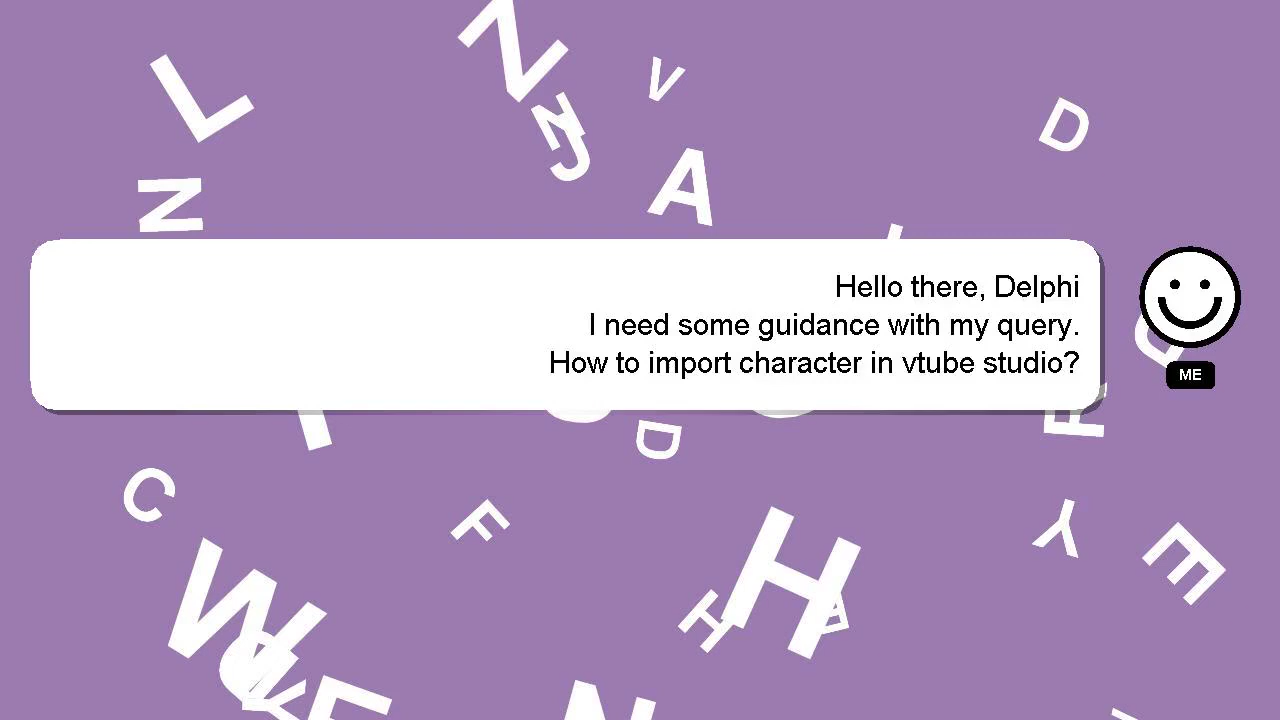 Hello there, Delphi
I need some guidance with my query.
How to import character in vtube studio?
ME
L
N
V
N
J
A
D
N
D
F
C
F
Y
H
E
W
H
N